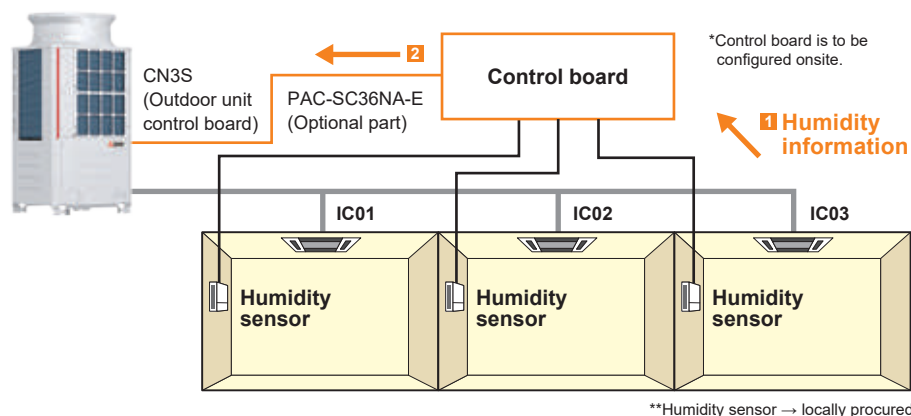 2
Control board
*Control board is to be
configured onsite.
CN3S
(Outdoor unit
control board)
PAC-SC36NA-E
(Optional part)
1 Humidity
information
IC01
IC02
IC03
Humidity
sensor
Humidity
sensor
Humidity
sensor
**Humidity sensor → locally procured